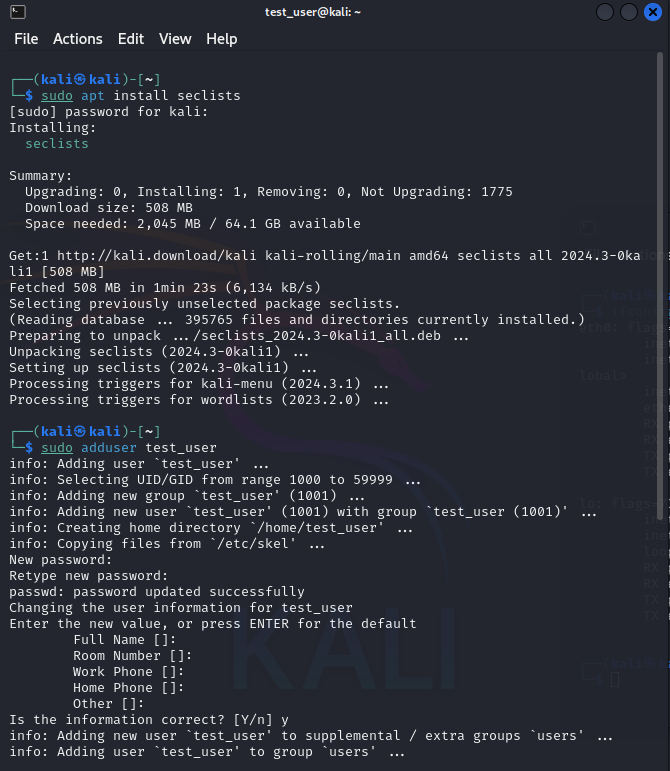 test_user@kali: ~
File Actions Edit View Help
┌──(kali㉿kali)-[~]
└─$ sudo apt install seclists
[sudo] password for kali:
Installing:
  seclists
Summary:
  Upgrading: 0, Installing: 1, Removing: 0, Not Upgrading: 1775
  Download size: 508 MB
  Space needed: 2,045 MB / 64.1 GB available
Get:1 http://kali.download/kali kali-rolling/main amd64 seclists all 2024.3-0ka
li1 [508 MB]
Fetched 508 MB in 1min 23s (6,134 kB/s)
Selecting previously unselected package seclists.
(Reading database ... 395765 files and directories currently installed.)
Preparing to unpack .../seclists_2024.3-0kali1_all.deb ...
Unpacking seclists (2024.3-0kali1) ...
Setting up seclists (2024.3-0kali1) ...
Processing triggers for kali-menu (2024.3.1) ...
Processing triggers for wordlists (2023.2.0) ...
┌──(kali㉿kali)-[~]
└─$ sudo adduser test_user
info: Adding user `test_user' ...
info: Selecting UID/GID from range 1000 to 59999 ...
info: Adding new group `test_user' (1001) ...
info: Adding new user `test_user' (1001) with group `test_user (1001)' ...
info: Creating home directory `/home/test_user' ...
info: Copying files from `/etc/skel' ...
New password:
Retype new password:
passwd: password updated successfully
Changing the user information for test_user
Enter the new value, or press ENTER for the default
        Full Name []:
        Room Number []:
        Work Phone []:
        Home Phone []:
        Other []:
Is the information correct? [Y/n] y
info: Adding new user `test_user' to supplemental / extra groups `users' ...
info: Adding user `test_user' to group `users' ...
KALI